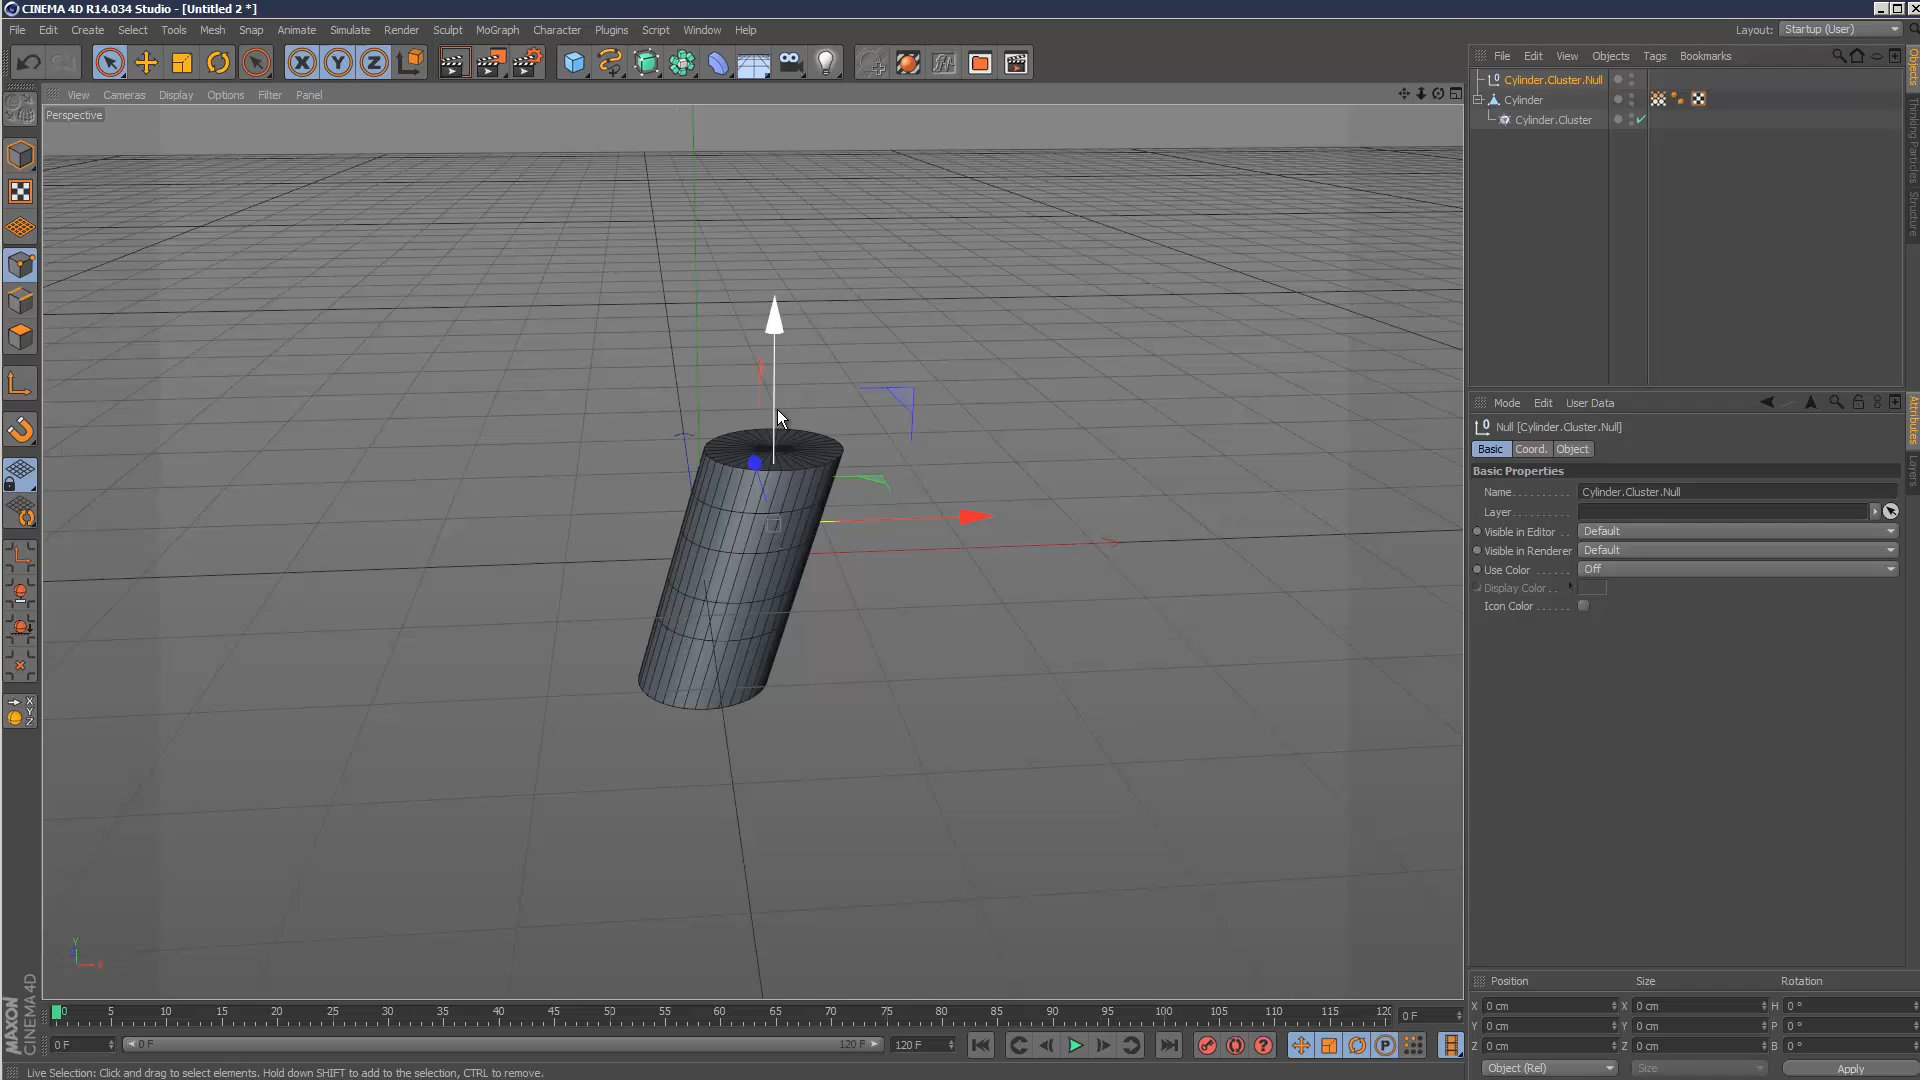 CINEMA 4D R14.034 Studio - [Untitled 2 *]
File Edit Create Select Tools Mesh Snap Animate Simulate Render Sculpt MoGraph Character Plugins Script Window Help
Layout: Startup (User)
X Y Z
View Cameras Display Options Filter Panel
Perspective
File Edit View Objects Tags Bookmarks
Cylinder.Cluster.Null
Cylinder
Cylinder.Cluster
Objects
Thinking Particles
Structure
Mode Edit User Data
Null [Cylinder.Cluster.Null]
Basic Coord. Object
Basic Properties
Name . . . . . . . . . . Cylinder.Cluster.Null
Layer . . . . . . . . . .
Visible in Editor . . Default
Visible in Renderer Default
Use Color . . . . . . Off
Display Color . .
Icon Color . . . . . .
Attributes
Layers
X
Y
Z
Y
X
MAXON
CINEMA 4D
0 5 10 15 20 25 30 35 40 45 50 55 60 65 70 75 80 85 90 95 100 105 110 115 120
0 F
0 F 0 F 120 F 120 F
P
Position Size Rotation
X 0 cm X 0 cm H 0 °
Y 0 cm Y 0 cm P 0 °
Z 0 cm Z 0 cm B 0 °
Object (Rel) Size Apply
Live Selection: Click and drag to select elements. Hold down SHIFT to add to the selection, CTRL to remove.